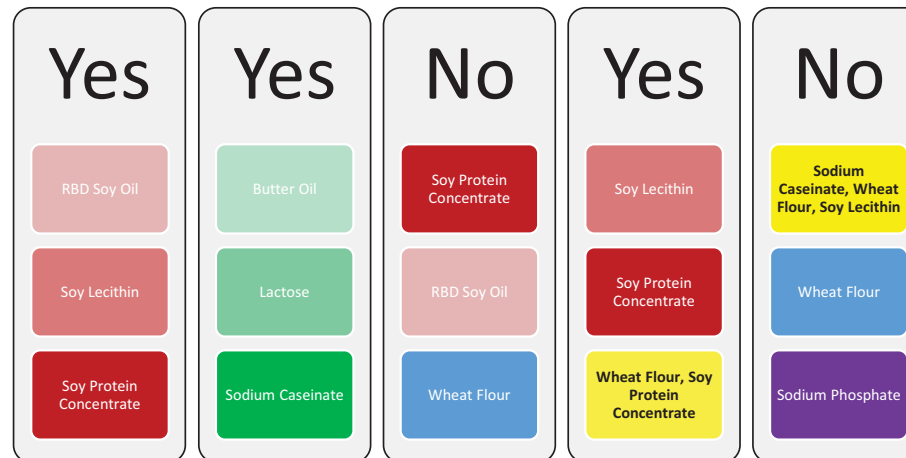 Yes
RBD Soy Oil
Soy Lecithin
Soy Protein
Concentrate
Yes
Butter Oil
Lactose
Sodium Caseinate
No
Soy Protein
Concentrate
RBD Soy Oil
Wheat Flour
Yes
Soy Lecithin
Soy Protein
Concentrate
Wheat Flour, Soy
Protein
Concentrate
No
Sodium
Caseinate, Wheat
Flour, Soy Lecithin
Wheat Flour
Sodium Phosphate